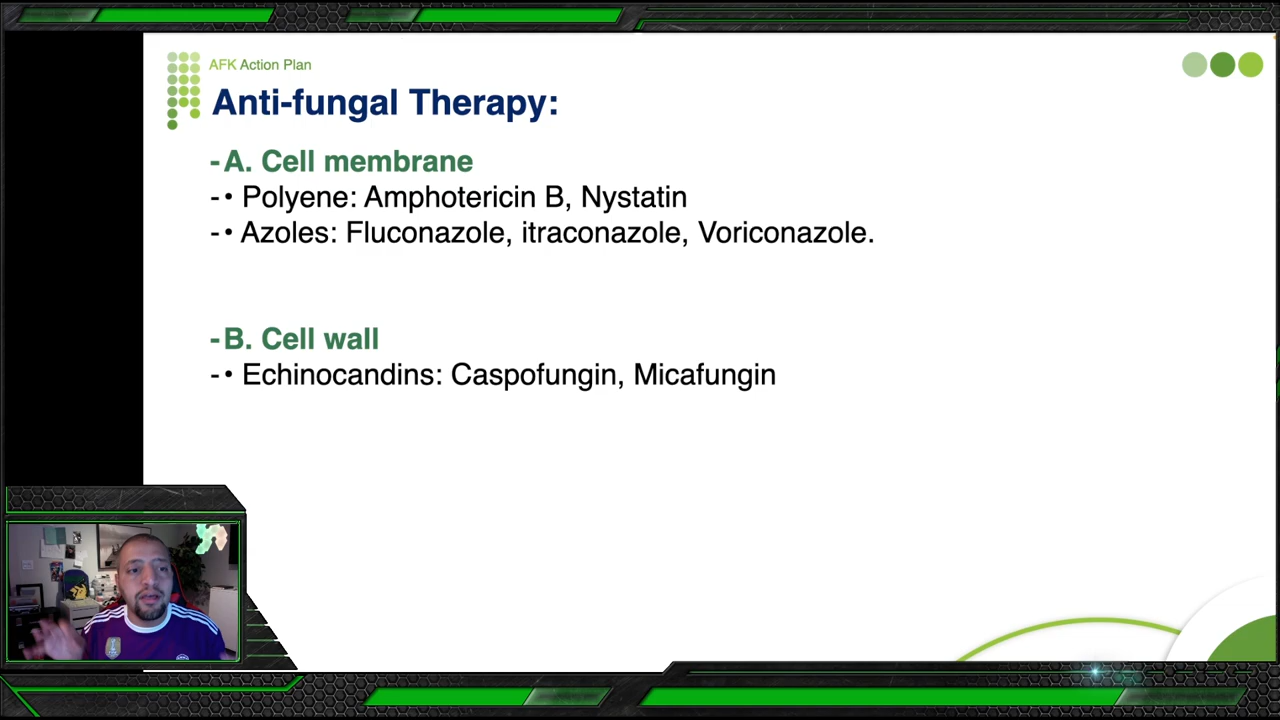 AFK Action Plan
Anti-fungal Therapy:
-A. Cell membrane
-• Polyene: Amphotericin B, Nystatin
-• Azoles: Fluconazole, itraconazole, Voriconazole.
-B. Cell wall
-• Echinocandins: Caspofungin, Micafungin